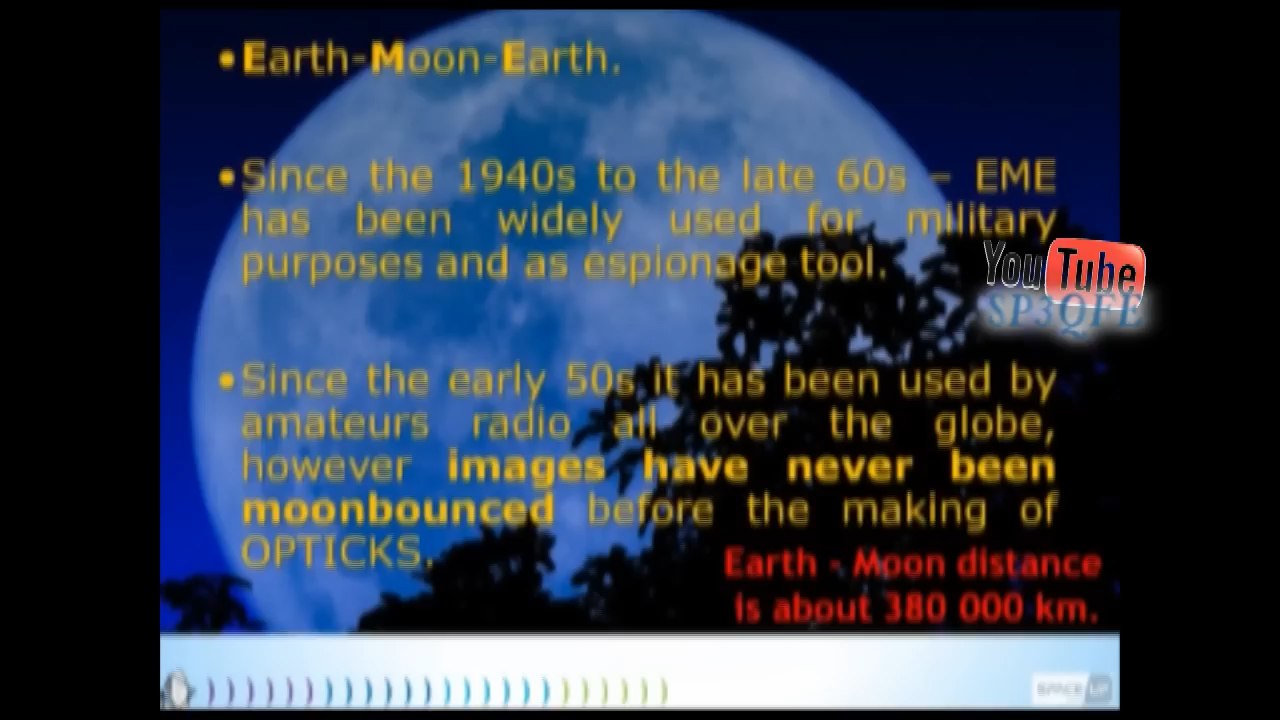 •Earth-Moon-Earth.
•Since the 1940s to the late 60s – EME
has been widely used for military
purposes and as espionage tool.
YouTube
SP3QFE
•Since the early 50s it has been used by
amateurs radio all over the globe,
however images have never been
moonbounced before the making of
OPTICKS.
Earth - Moon distance
is about 380 000 km.
SPACE UP